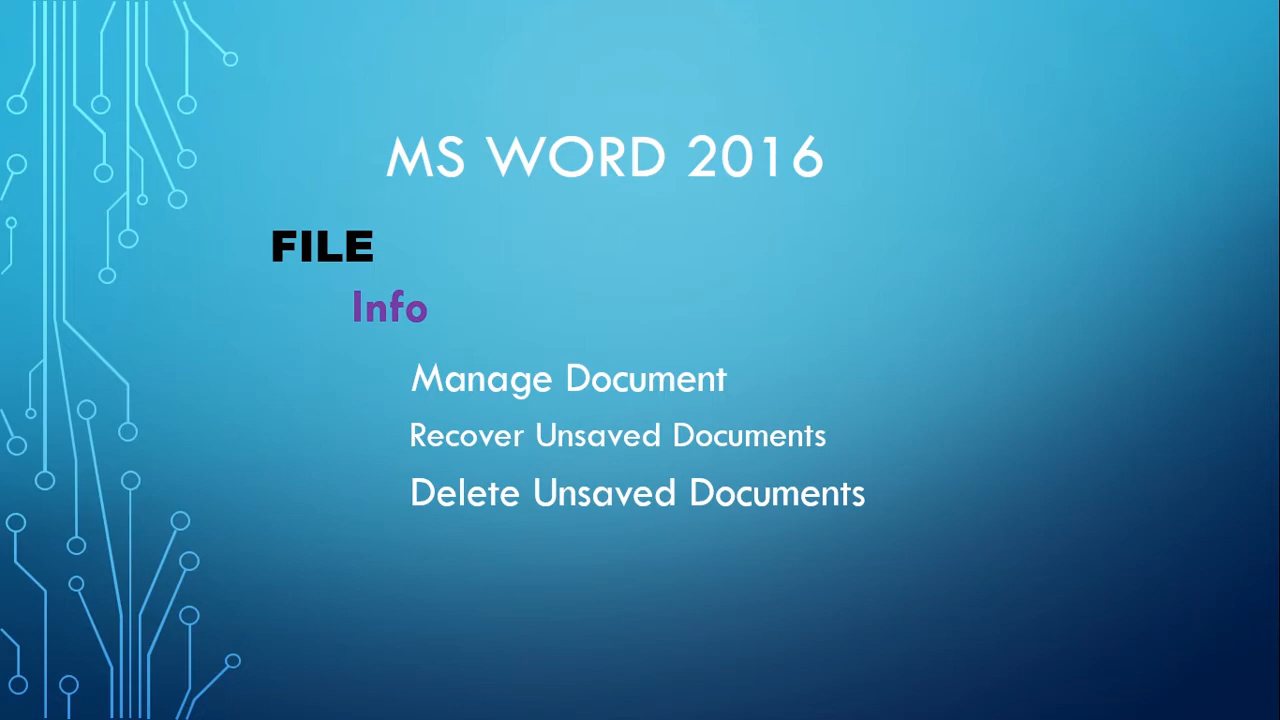 MS WORD 2016
FILE
Info
Manage Document
Recover Unsaved Documents
Delete Unsaved Documents